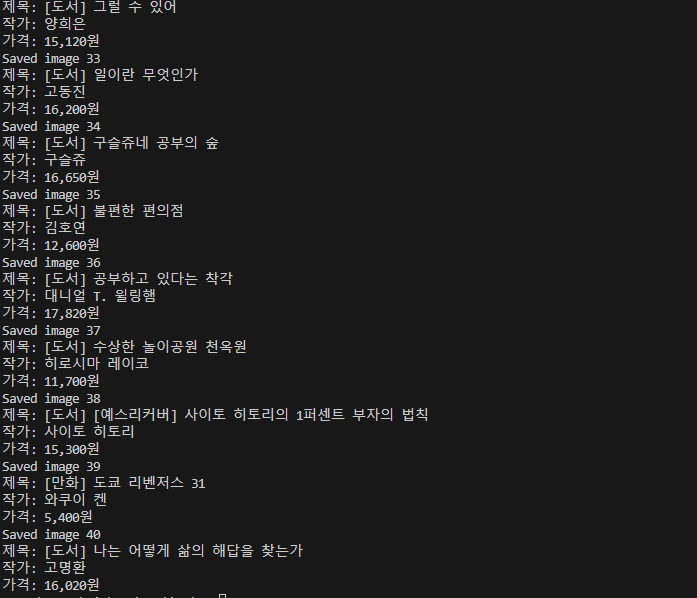 제목: [도서] 그럴 수 있어
작가: 양희은
가격: 15,120원
Saved image 33
제목: [도서] 일이란 무엇인가
작가: 고동진
가격: 16,200원
Saved image 34
제목: [도서] 구슬쥬네 공부의 숲
작가: 구슬쥬
가격: 16,650원
Saved image 35
제목: [도서] 불편한 편의점
작가: 김호연
가격: 12,600원
Saved image 36
제목: [도서] 공부하고 있다는 착각
작가: 대니얼 T. 윌링햄
가격: 17,820원
Saved image 37
제목: [도서] 수상한 놀이공원 천옥원
작가: 히로시마 레이코
가격: 11,700원
Saved image 38
제목: [도서] [예스리커버] 사이토 히토리의 1퍼센트 부자의 법칙
작가: 사이토 히토리
가격: 15,300원
Saved image 39
제목: [만화] 도쿄 리벤저스 31
작가: 와쿠이 켄
가격: 5,400원
Saved image 40
제목: [도서] 나는 어떻게 삶의 해답을 찾는가
작가: 고명환
가격: 16,020원